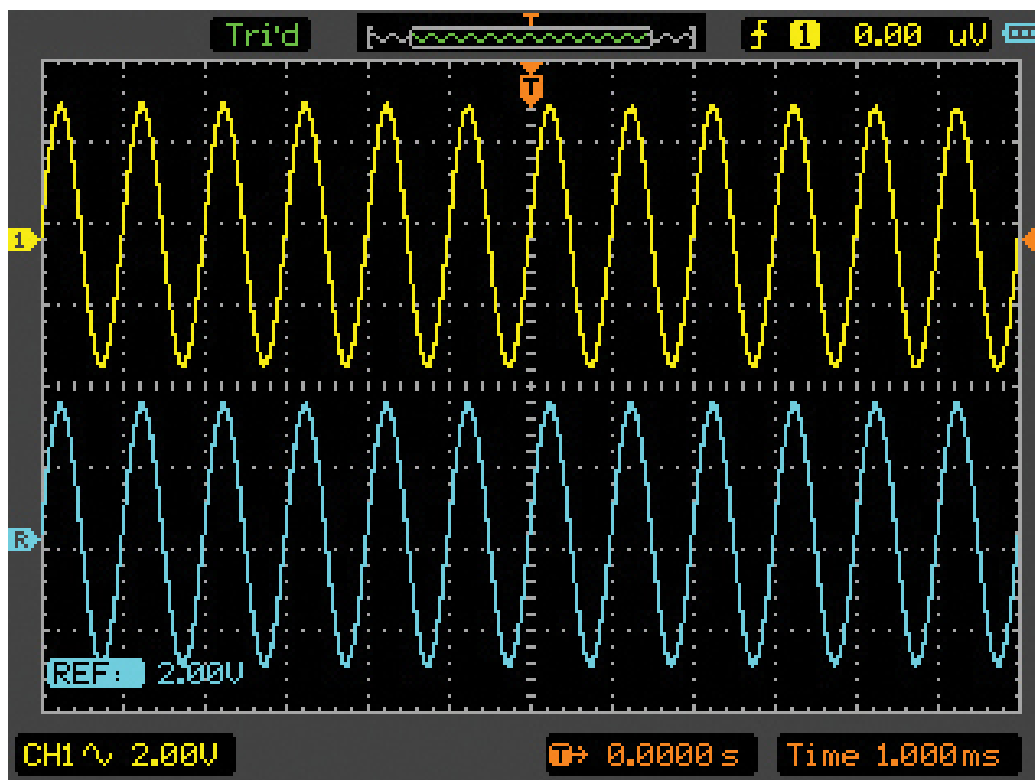 Tri'd
T
1 0.00 uV
T
1
R
REF: 2.00V
CH1 2.00V
T 0.0000s
Time 1.000ms